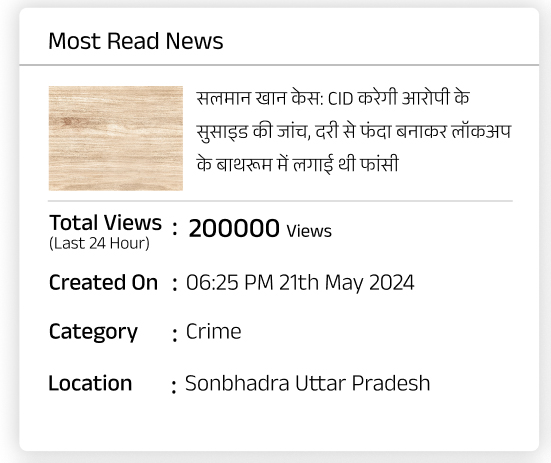 Most Read News
सलमान खान केस: CID करेगी आरोपी के
सुसाइड की जांच, दरी से फंदा बनाकर लॉकअप
के बाथरूम में लगाई थी फांसी
Total Views : 200000 Views
(Last 24 Hour)
Created On : 06:25 PM 21th May 2024
Category : Crime
Location : Sonbhadra Uttar Pradesh